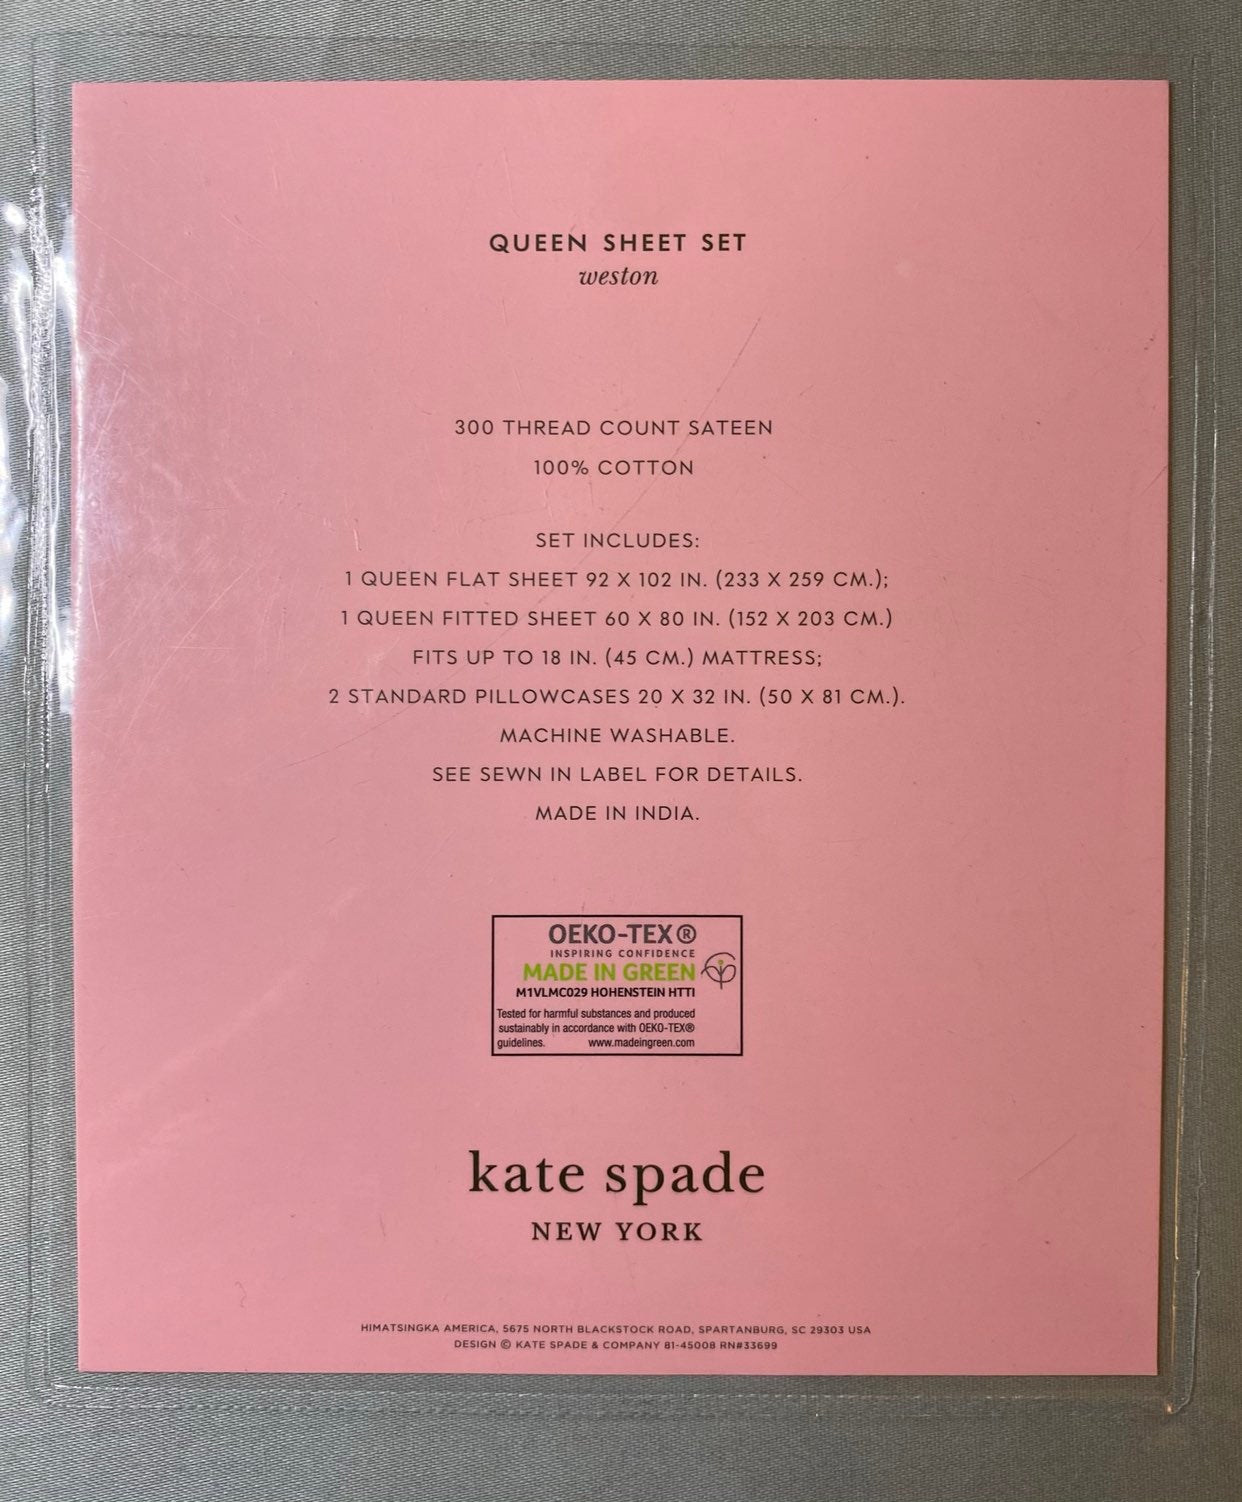 QUEEN SHEET SET
weston
300 THREAD COUNT SATEEN
100% COTTON
SET INCLUDES:
1 QUEEN FLAT SHEET 92 X 102 IN. (233 X 259 CM.);
1 QUEEN FITTED SHEET 60 X 80 IN. (152 X 203 CM.)
FITS UP TO 18 IN. (45 CM.) MATTRESS;
2 STANDARD PILLOWCASES 20 X 32 IN. (50 X 81 CM.).
MACHINE WASHABLE.
SEE SEWN IN LABEL FOR DETAILS.
MADE IN INDIA.
OEKO-TEX®
INSPIRING CONFIDENCE
MADE IN GREEN
M1VLMC029 HOHENSTEIN HTTI
Tested for harmful substances and produced
sustainably in accordance with OEKO-TEX®
guidelines. www.madeingreen.com
kate spade
NEW YORK
HIMATSINGKA AMERICA, 5675 NORTH BLACKSTOCK ROAD, SPARTANBURG, SC 29303 USA
DESIGN © KATE SPADE & COMPANY 81-45008 RN#33699